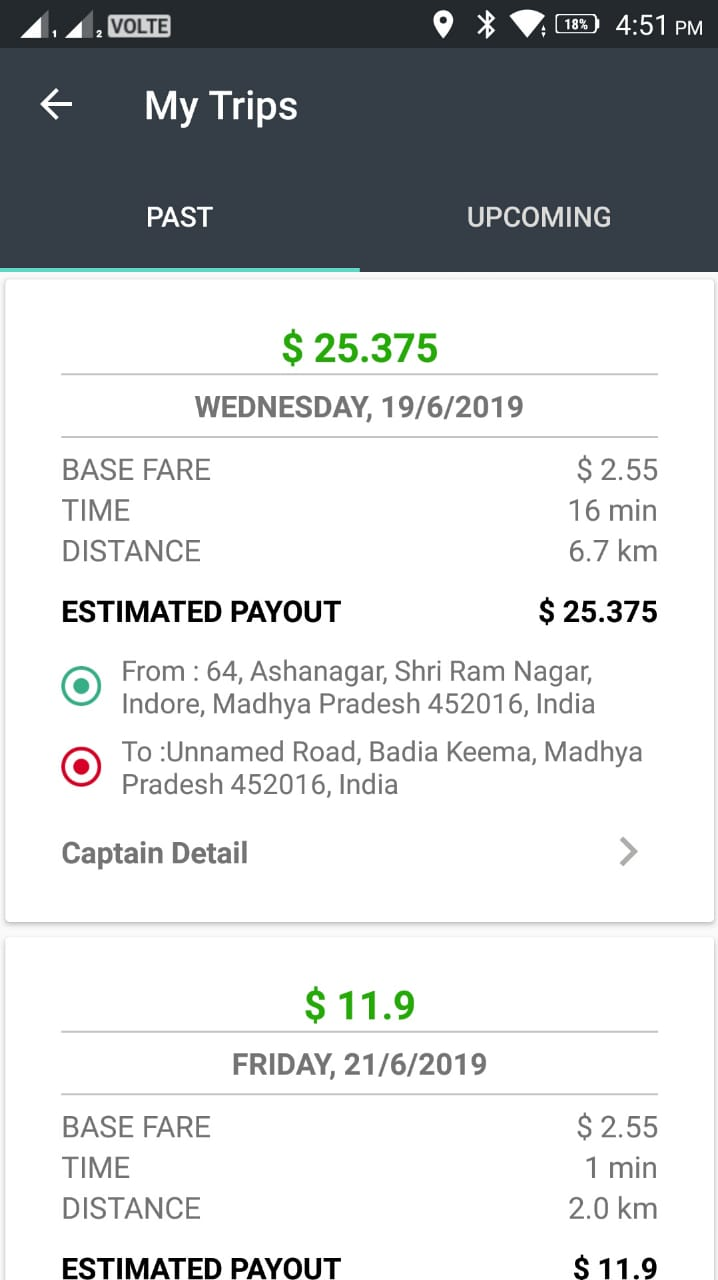 1 2 VOLTE 18% 4:51 PM
My Trips
PAST UPCOMING
$ 25.375
WEDNESDAY, 19/6/2019
BASE FARE $ 2.55
TIME 16 min
DISTANCE 6.7 km
ESTIMATED PAYOUT $ 25.375
From : 64, Ashanagar, Shri Ram Nagar,
Indore, Madhya Pradesh 452016, India
To :Unnamed Road, Badia Keema, Madhya
Pradesh 452016, India
Captain Detail
$ 11.9
FRIDAY, 21/6/2019
BASE FARE $ 2.55
TIME 1 min
DISTANCE 2.0 km
ESTIMATED PAYOUT $ 11.9